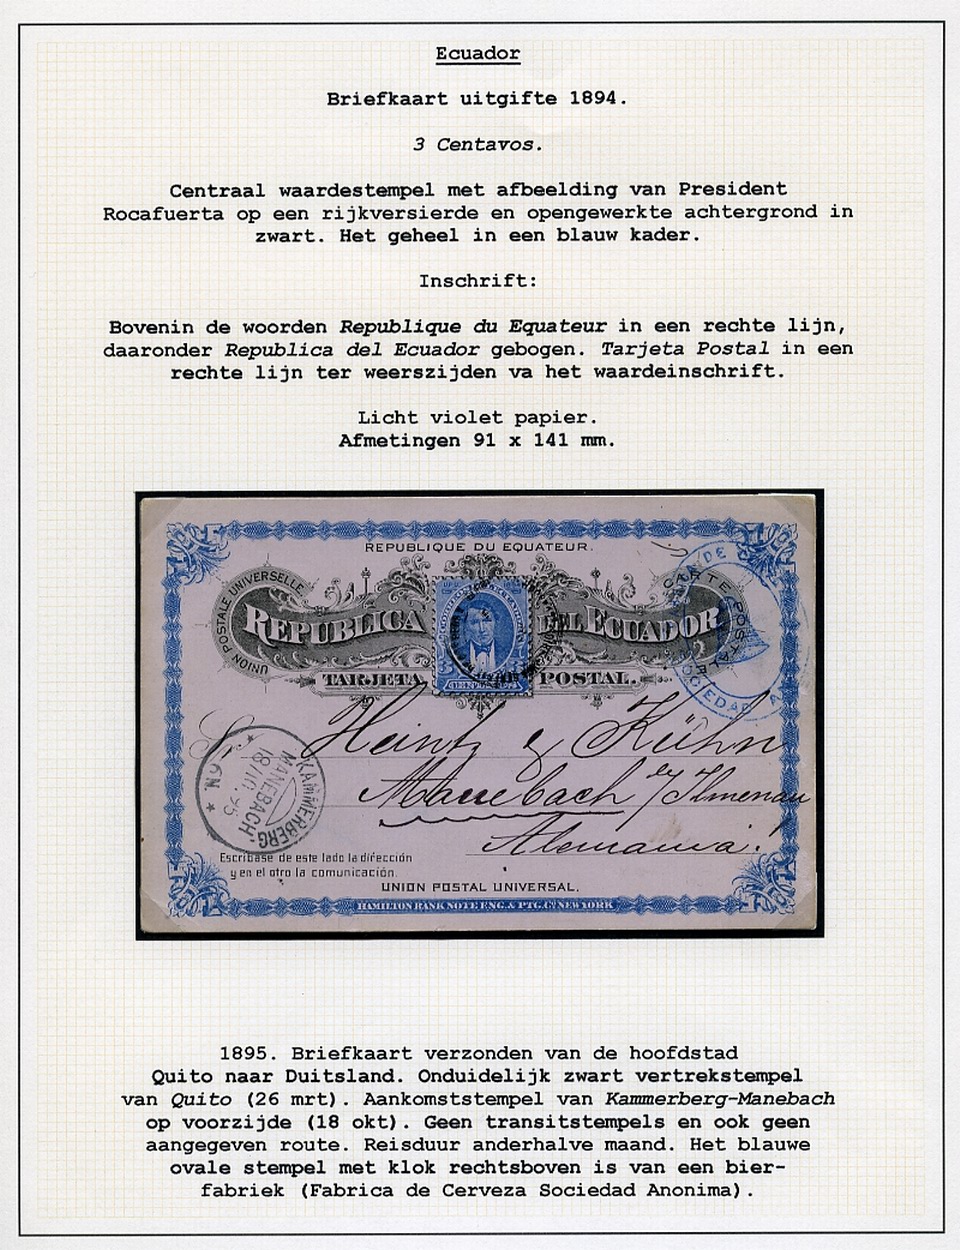 Ecuador
Briefkaart uitgifte 1894.
3 Centavos.
Centraal waardestempel met afbeelding van President
Rocafuerta op een rijkversierde en opengewerkte achtergrond in
zwart. Het geheel in een blauw kader.
Inschrift:
Bovenin de woorden Republique du Equateur in een rechte lijn,
daaronder Republica del Ecuador gebogen. Tarjeta Postal in een
rechte lijn ter weerszijden va het waardeinschrift.
Licht violet papier.
Afmetingen 91 x 141 mm.
REPUBLIQUE DU EQUATEUR.
UNION POSTALE UNIVERSELLE
CARTE POSTALE
REPUBLICA DEL ECUADOR
TARJETA POSTAL.
Heintz & Kühn
Manebach by Ilmenau
Alemania.
KAMMERBERG
MANEBACH
18/10.95
6N
Escribase de este lado la dirección
y en el otro la comunicación.
UNION POSTAL UNIVERSAL.
HAMILTON BANK NOTE ENG. & PTG. CO. NEW YORK
1895. Briefkaart verzonden van de hoofdstad
Quito naar Duitsland. Onduidelijk zwart vertrekstempel
van Quito (26 mrt). Aankomststempel van Kammerberg-Manebach
op voorzijde (18 okt). Geen transitstempels en ook geen
aangegeven route. Reisduur anderhalve maand. Het blauwe
ovale stempel met klok rechtsboven is van een bier-
fabriek (Fabrica de Cerveza Sociedad Anonima).